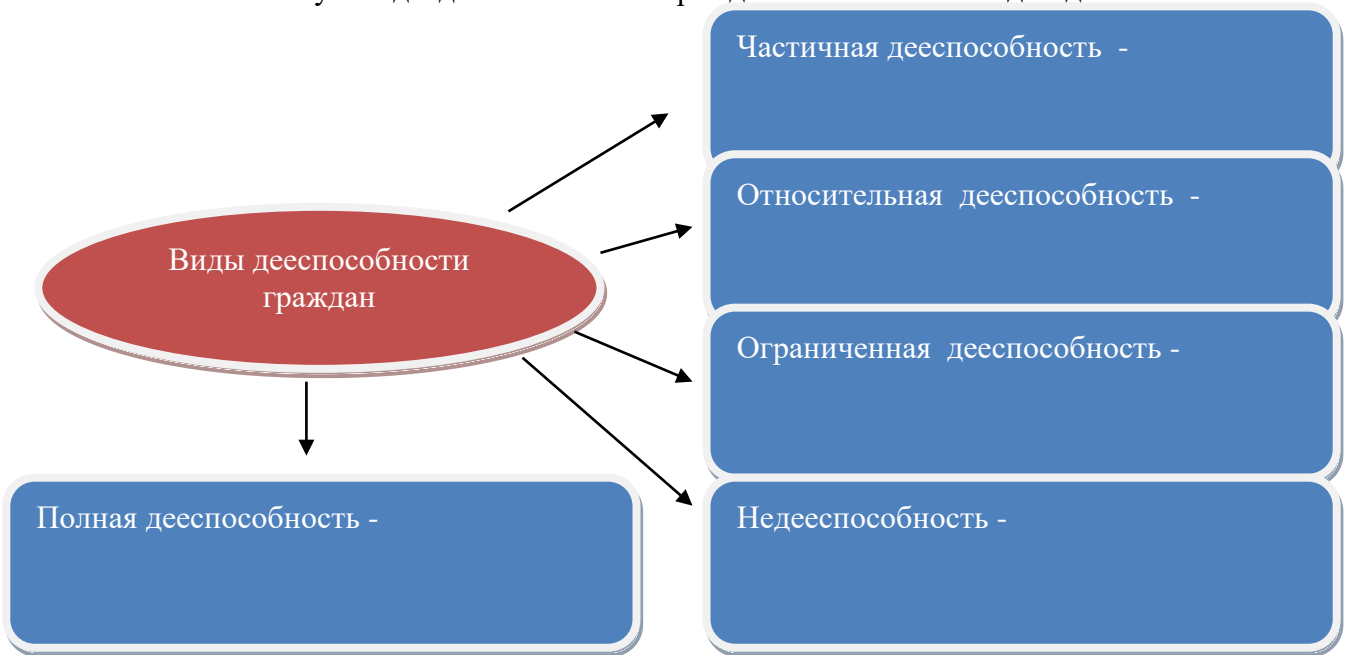 Частичная дееспособность -
Относительная дееспособность -
Виды дееспособности
граждан
Ограниченная дееспособность -
Полная дееспособность -
Недееспособность -